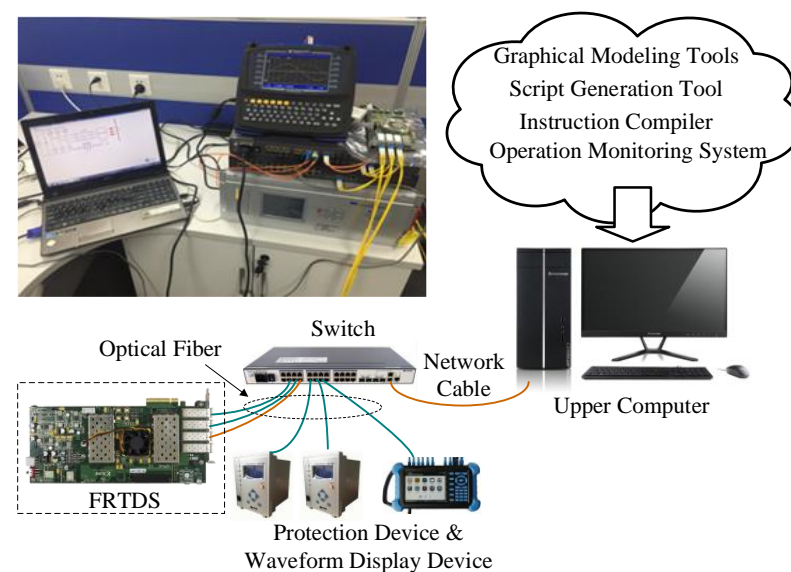 Graphical Modeling Tools
Script Generation Tool
Instruction Compiler
Operation Monitoring System
Switch
Optical Fiber
Network
Cable
Upper Computer
FRTDS
Protection Device &
Waveform Display Device